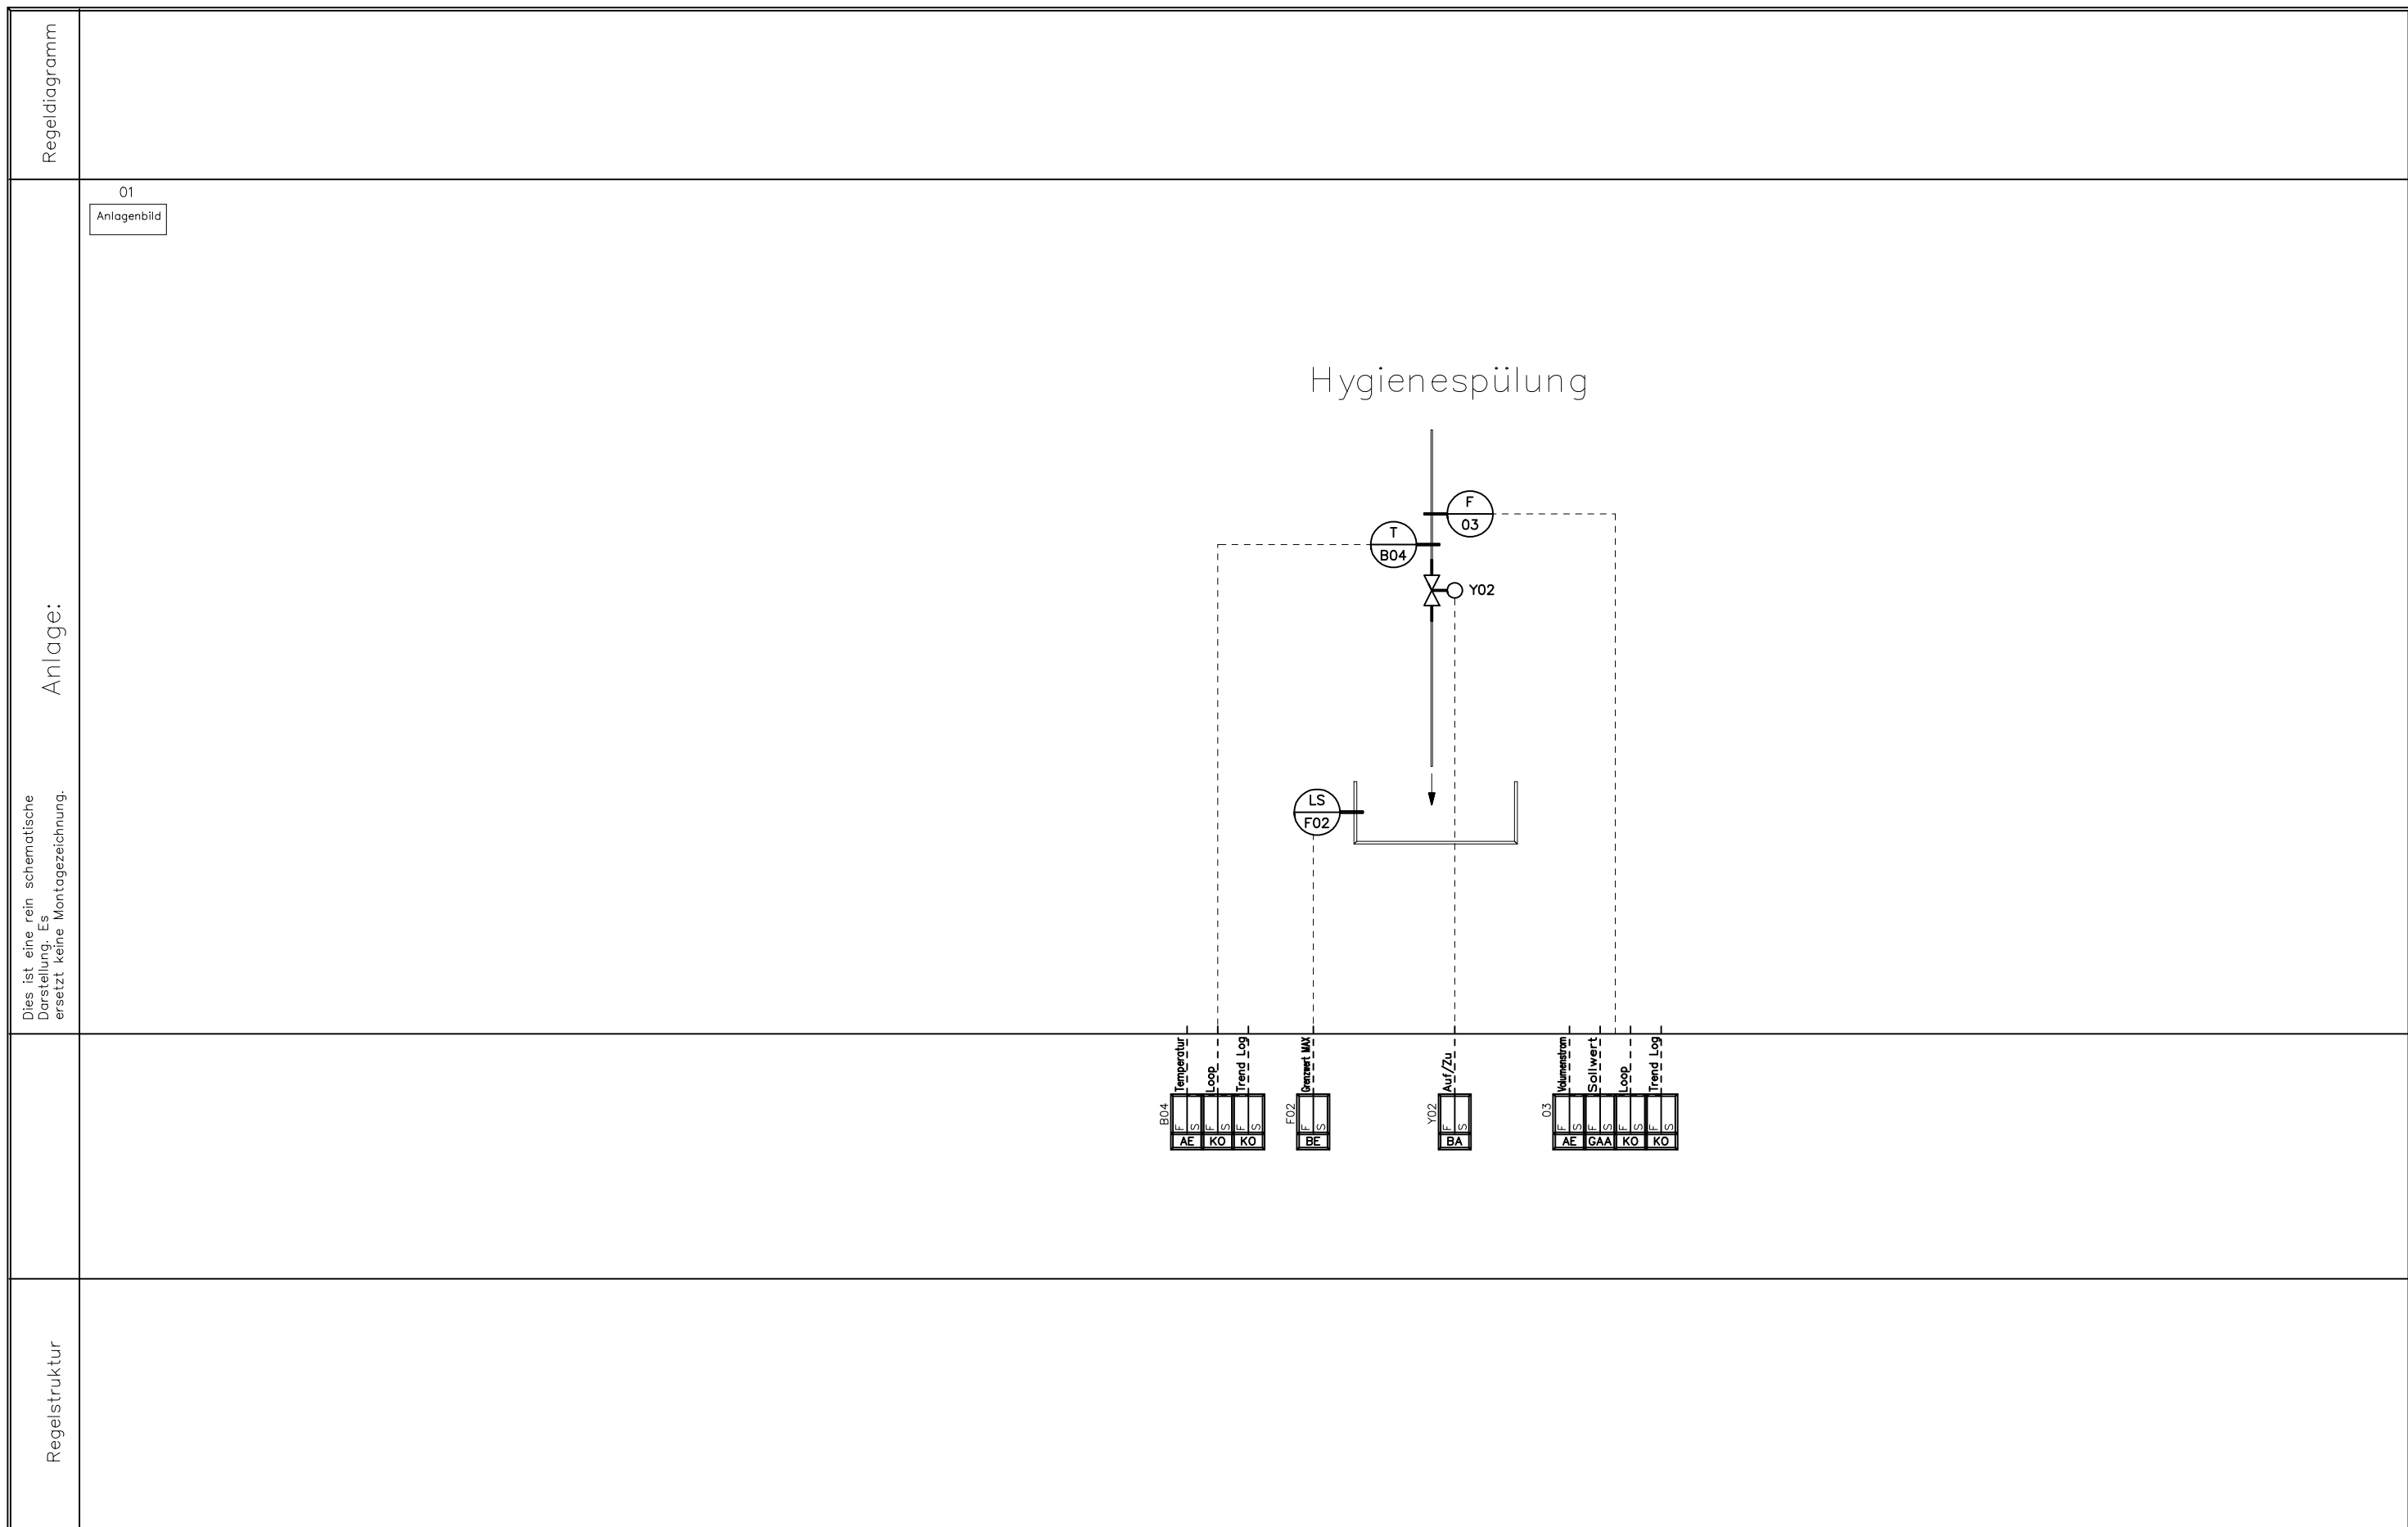 Regeldiagramm
01
Anlagenbild
Hygienespülung
F
03
T
B04
Y02
Anlage:
LS
F02
Dies ist eine rein schematische
Darstellung. Es
ersetzt keine Montagezeichnung.
Temperatur
Loop
Trend Log
Grenzwert MAX
Auf/Zu
Volumenstrom
Sollwert
Loop
Trend Log
B04
F S F S F S
AE KO KO
F02
F S
BE
Y02
F S
BA
03
F S F S F S F S
AE GAA KO KO
Regelstruktur